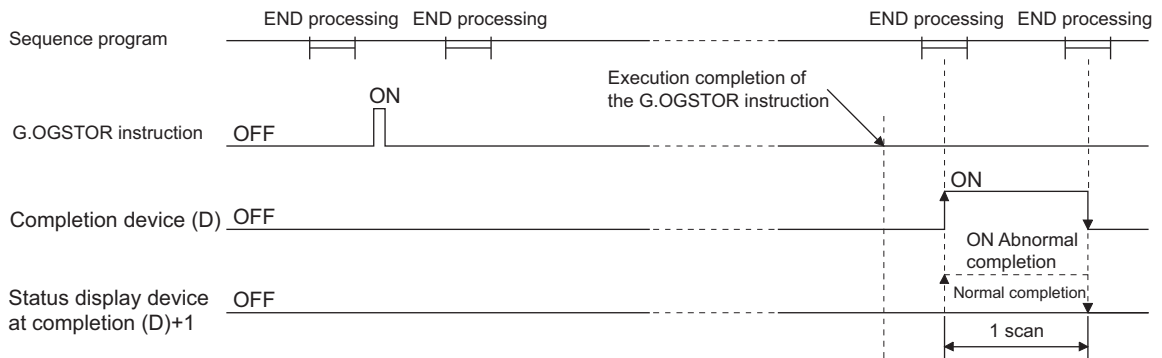 END processing
END processing
END processing
END processing
Sequence program
Execution completion of
the G.OGSTOR instruction
ON
G.OGSTOR instruction
OFF
ON
Completion device (D)
OFF
ON Abnormal
completion
Status display device
at completion (D)+1
OFF
Normal completion
1 scan